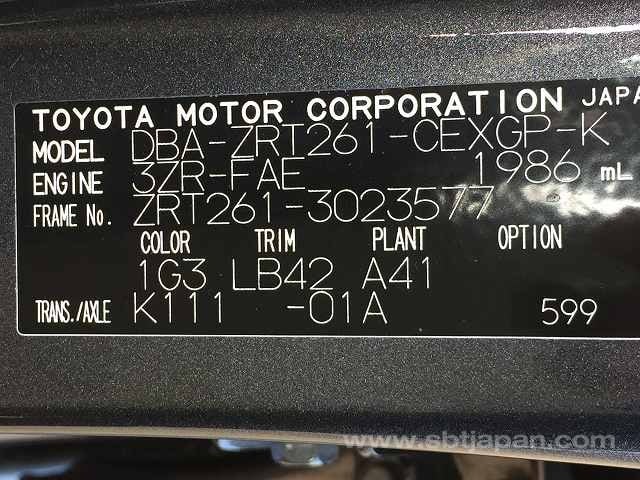 TOYOTA MOTOR CORPORATION JAPA
MODEL DBA-ZRT261-CEXGP-K
ENGINE 3ZR-FAE 1986 mL
FRAME No. ZRT261-3023577
COLOR TRIM PLANT OPTION
1G3 LB42 A41
TRANS./AXLE K111 -01A 599
www.sbtjapan.com